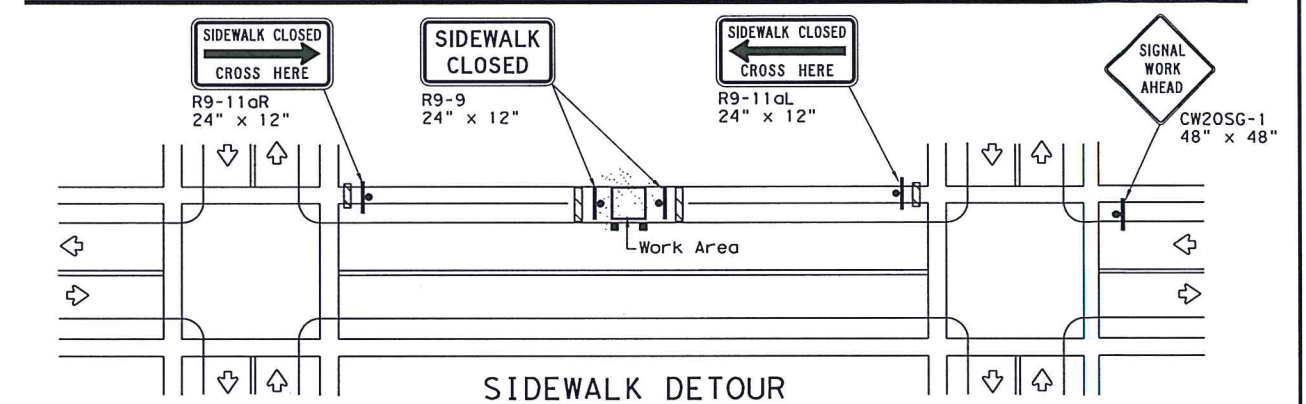 SIDEWALK CLOSED
CROSS HERE
R9-11aR
24" x 12"
SIDEWALK
CLOSED
R9-9
24" x 12"
SIDEWALK CLOSED
CROSS HERE
R9-11aL
24" x 12"
SIGNAL
WORK
AHEAD
CW20SG-1
48" x 48"
Work Area
SIDEWALK DETOUR